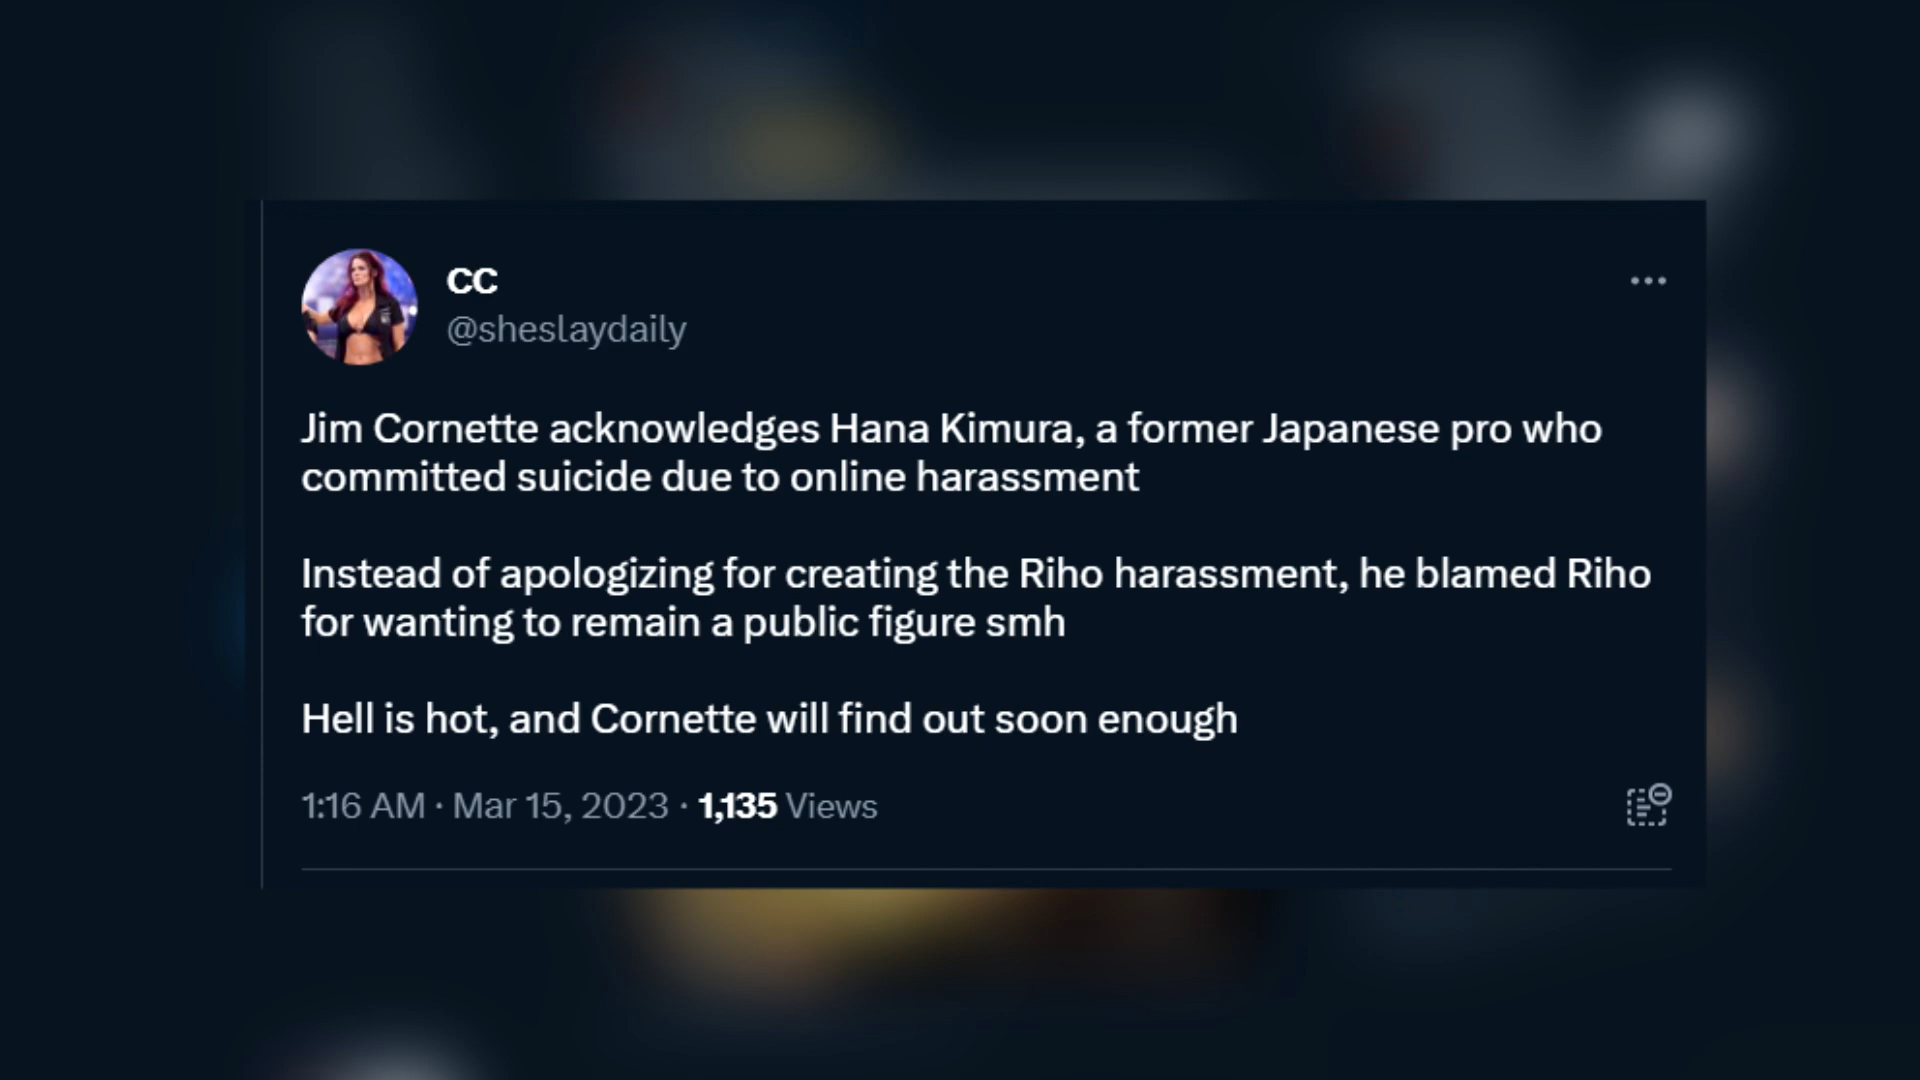 CC
@sheslaydaily
Jim Cornette acknowledges Hana Kimura, a former Japanese pro who
committed suicide due to online harassment
Instead of apologizing for creating the Riho harassment, he blamed Riho
for wanting to remain a public figure smh
Hell is hot, and Cornette will find out soon enough
1:16 AM · Mar 15, 2023 · 1,135 Views